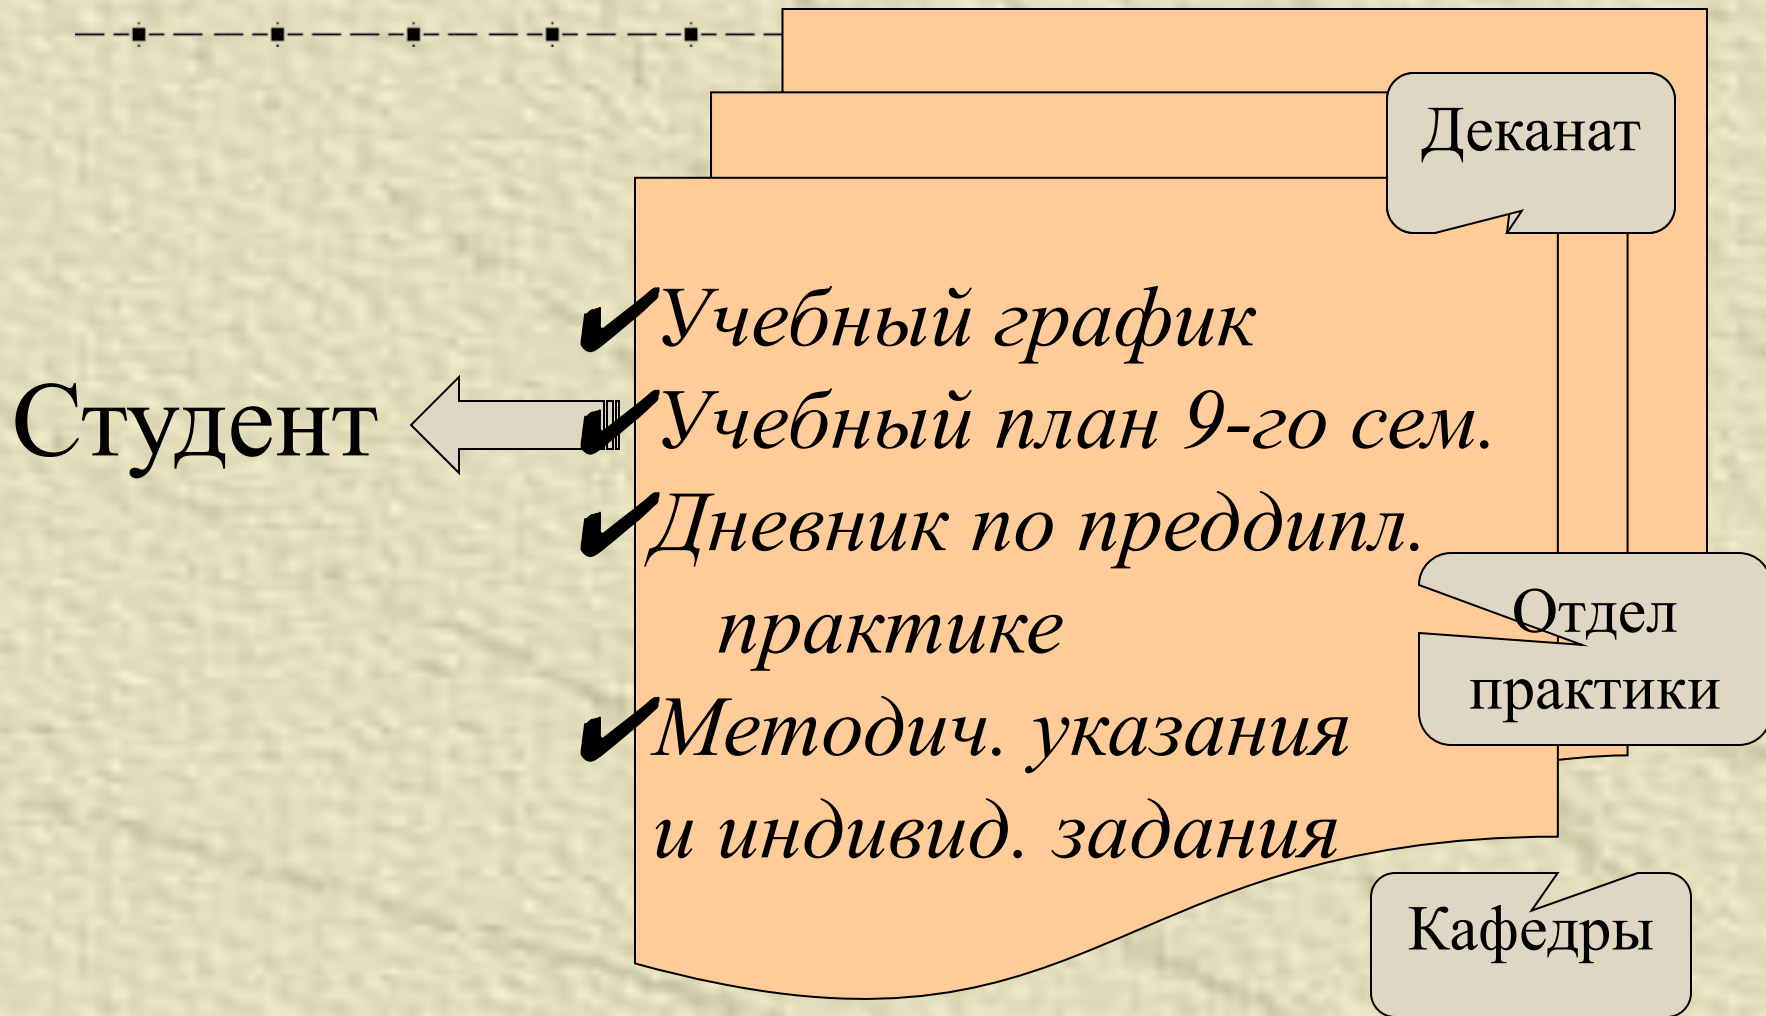 Деканат
✔Учебный график
✔Учебный план 9-го сем.
Студент
✔Дневник по преддипл.
практике
Отдел
практики
✔Методич. указания
и индивид. задания
Кафедры